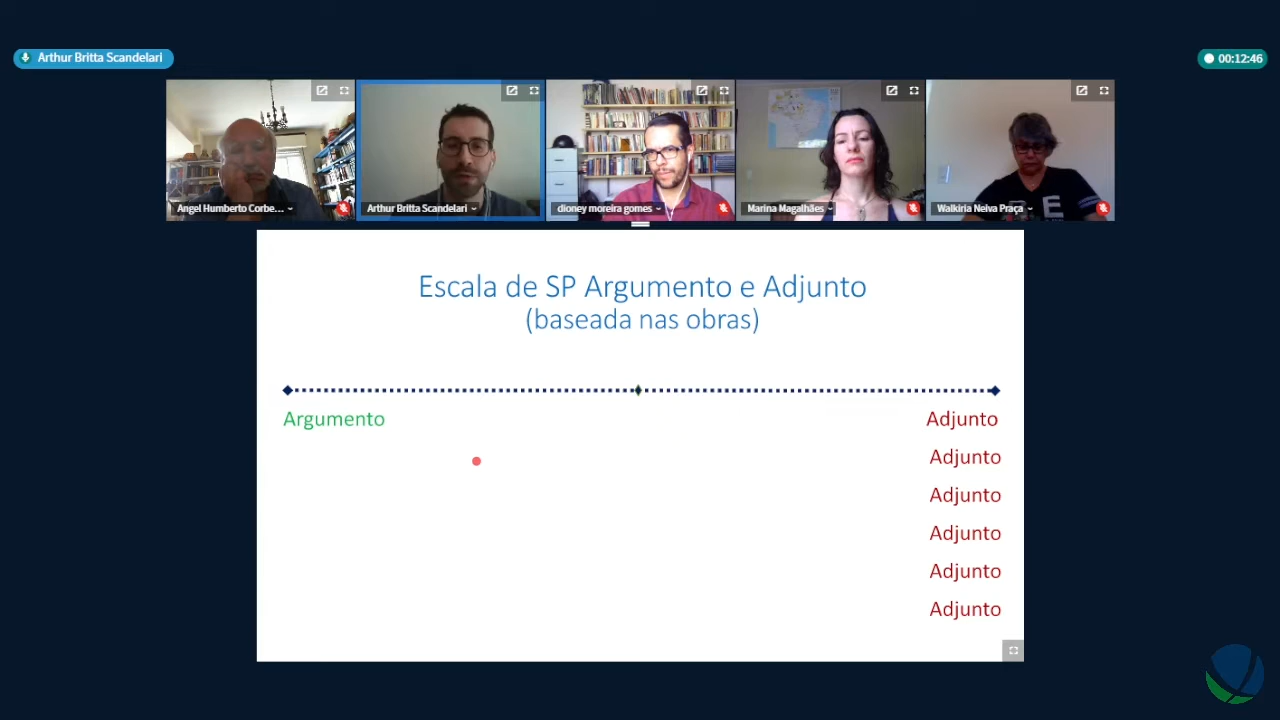 Arthur Britta Scandelari
00:12:46
Angel Humberto Corbe...
Arthur Britta Scandelari
dioney moreira gomes
Marina Magalhães
Walkiria Neiva Praça
E
Escala de SP Argumento e Adjunto
(baseada nas obras)
Argumento
Adjunto
Adjunto
Adjunto
Adjunto
Adjunto
Adjunto